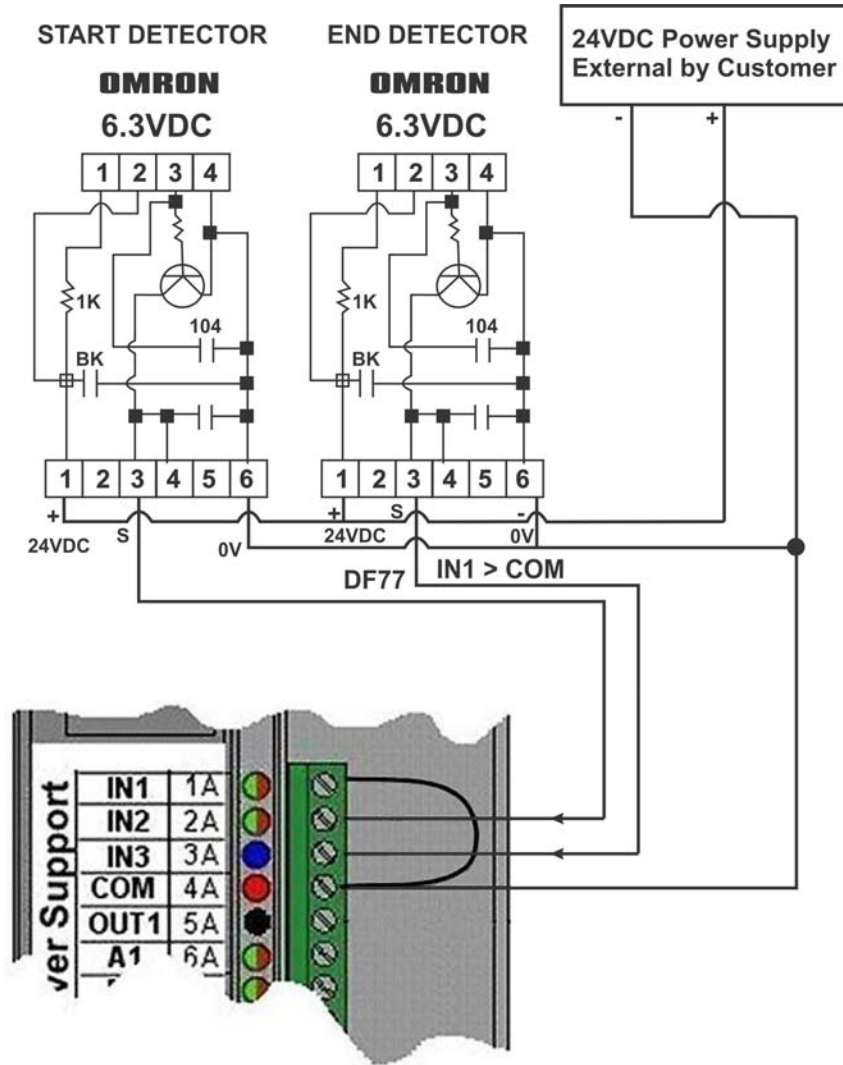 START DETECTOR
OMRON
6.3VDC
1 2 3 4
1K
104
BK
1 2 3 4 5 6
+
24VDC
S
0V
END DETECTOR
OMRON
6.3VDC
1 2 3 4
1K
104
BK
1 2 3 4 5 6
+
24VDC
S
-
0V
24VDC Power Supply
External by Customer
- +
DF77
IN1 > COM
ver Support
IN1 1A
IN2 2A
IN3 3A
COM 4A
OUT1 5A
A1 6A